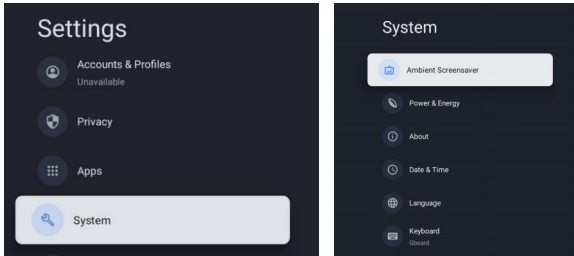 Settings
Accounts & Profiles
Unavailable
Privacy
Apps
System
System
Ambient Screensaver
Power & Energy
About
Date & Time
Language
Keyboard
Gboard